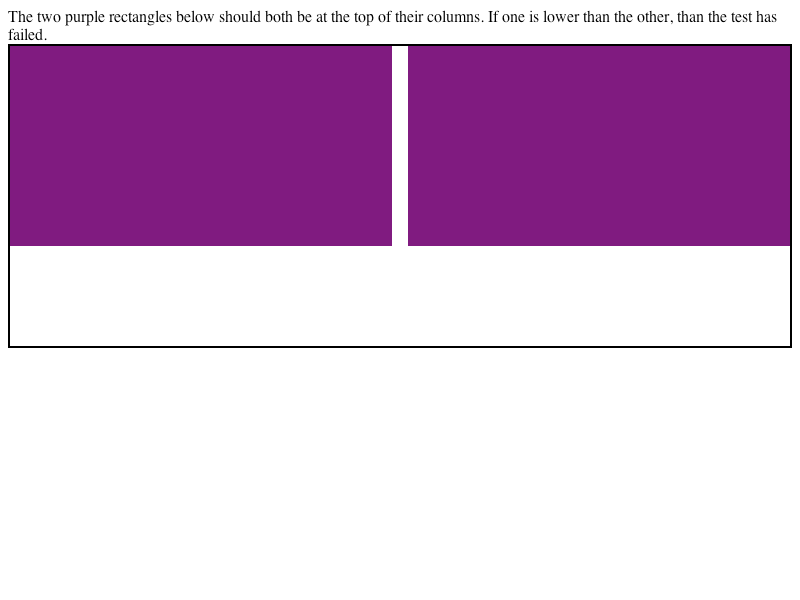 The two purple rectangles below should both be at the top of their columns. If one is lower than the other, than the test has
failed.